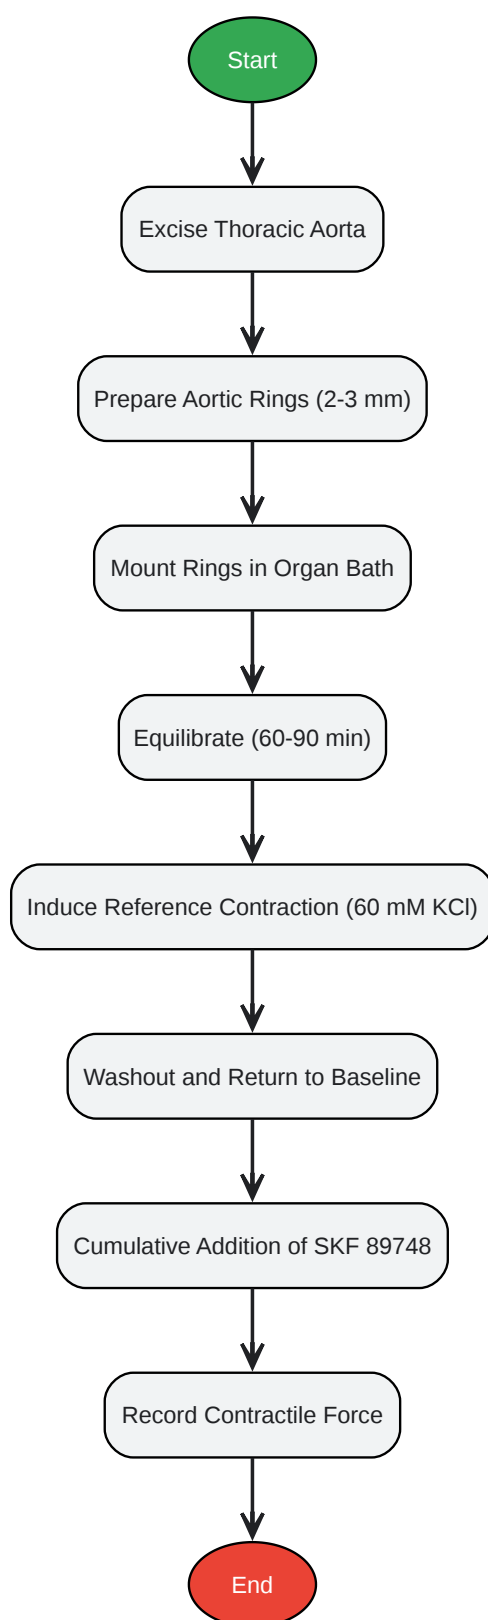 Start
Excise Thoracic Aorta
Prepare Aortic Rings (2-3 mm)
Mount Rings in Organ Bath
Equilibrate (60-90 min)
Induce Reference Contraction (60 mM KCl)
Washout and Return to Baseline
Cumulative Addition of SKF 89748
Record Contractile Force
End